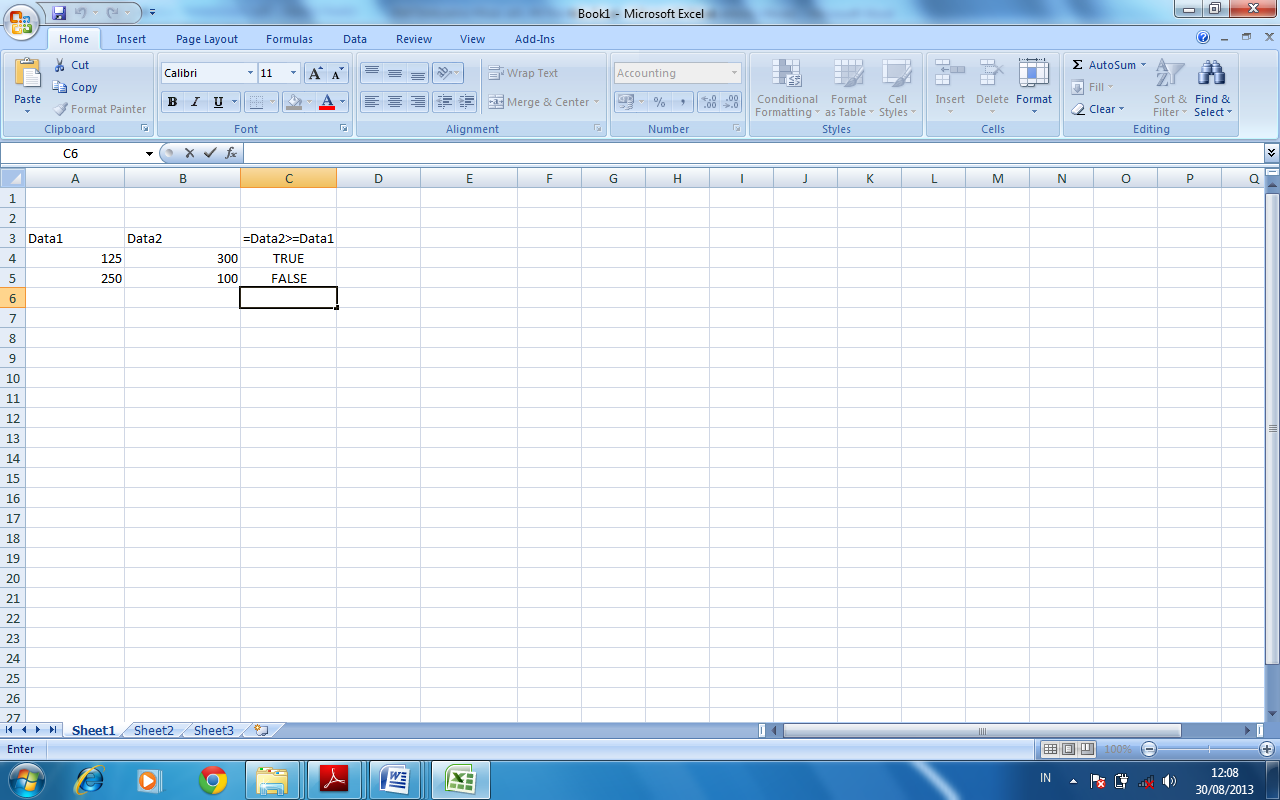 Book1 - Microsoft Excel
Home Insert Page Layout Formulas Data Review View Add-Ins
Paste Cut Copy Format Painter
Clipboard
Calibri 11
B I U A A A
Font
Wrap Text
Merge & Center
Alignment
Accounting
% ,
Number
Conditional Formatting Format as Table Cell Styles
Styles
Insert Delete Format
Cells
Σ AutoSum Fill Clear
Sort & Filter Find & Select
Editing
C6 fx
A B C D E F G H I J K L M N O P Q
1
2
3 Data1 Data2 =Data2>=Data1
4 125 300 TRUE
5 250 100 FALSE
6
7
8
9
10
11
12
13
14
15
16
17
18
19
20
21
22
23
24
25
26
27
Sheet1 Sheet2 Sheet3
Enter 100%
IN 12:08
30/08/2013